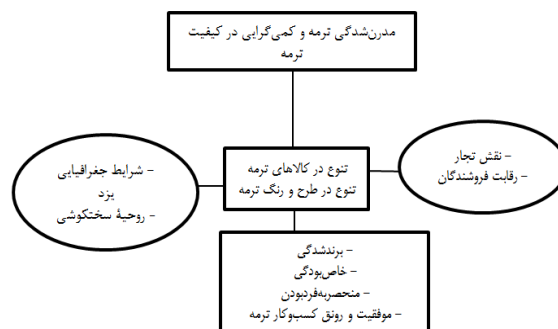 مدرن‌شدگی ترمه و کمی‌گرایی در کیفیت
ترمه
– نقش تجار
– رقابت فروشندگان
تنوع در کالاهای ترمه
تنوع در طرح و رنگ ترمه
– شرایط جغرافیایی
یزد
– روحیۀ سختکوشی
– برندشدگی
– خاص‌بودگی
– منحصربه‌فردبودن
– موفقیت و رونق کسب‌وکار ترمه